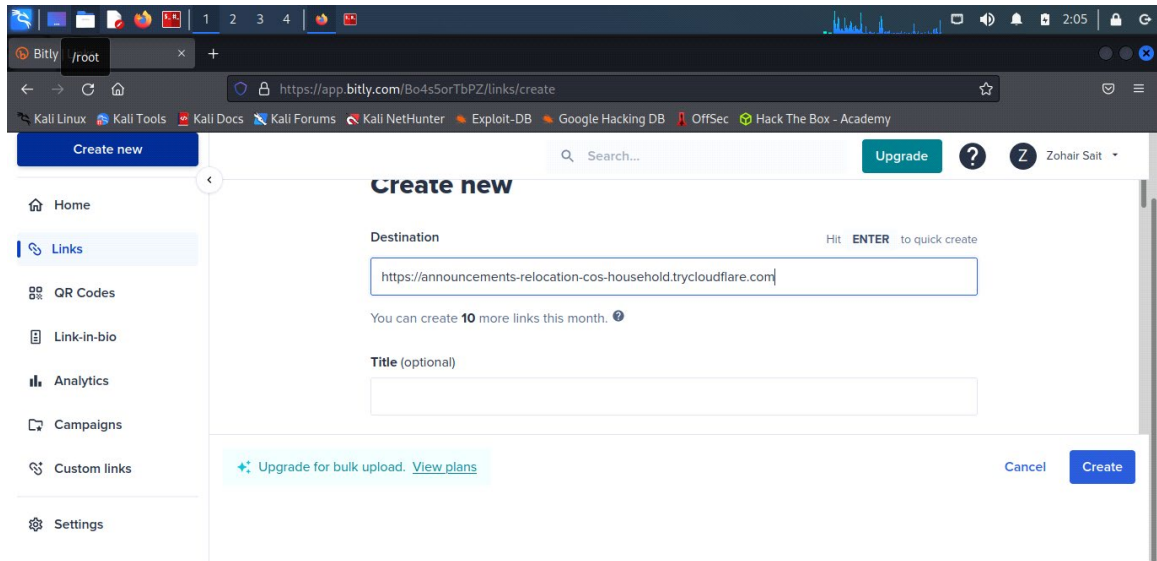 1 2 3 4 2:05
Bitly /root
https://app.bitly.com/Bo4s5orTbPZ/links/create
Kali Linux Kali Tools Kali Docs Kali Forums Kali NetHunter Exploit-DB Google Hacking DB OffSec Hack The Box - Academy
Create new Search... Upgrade ? Z Zohair Sait
Create new
Home
Destination Hit ENTER to quick create
Links
https://announcements-relocation-cos-household.trycloudflare.com
QR Codes
You can create 10 more links this month.
Link-in-bio
Title (optional)
Analytics
Campaigns
Custom links
Upgrade for bulk upload. View plans Cancel Create
Settings